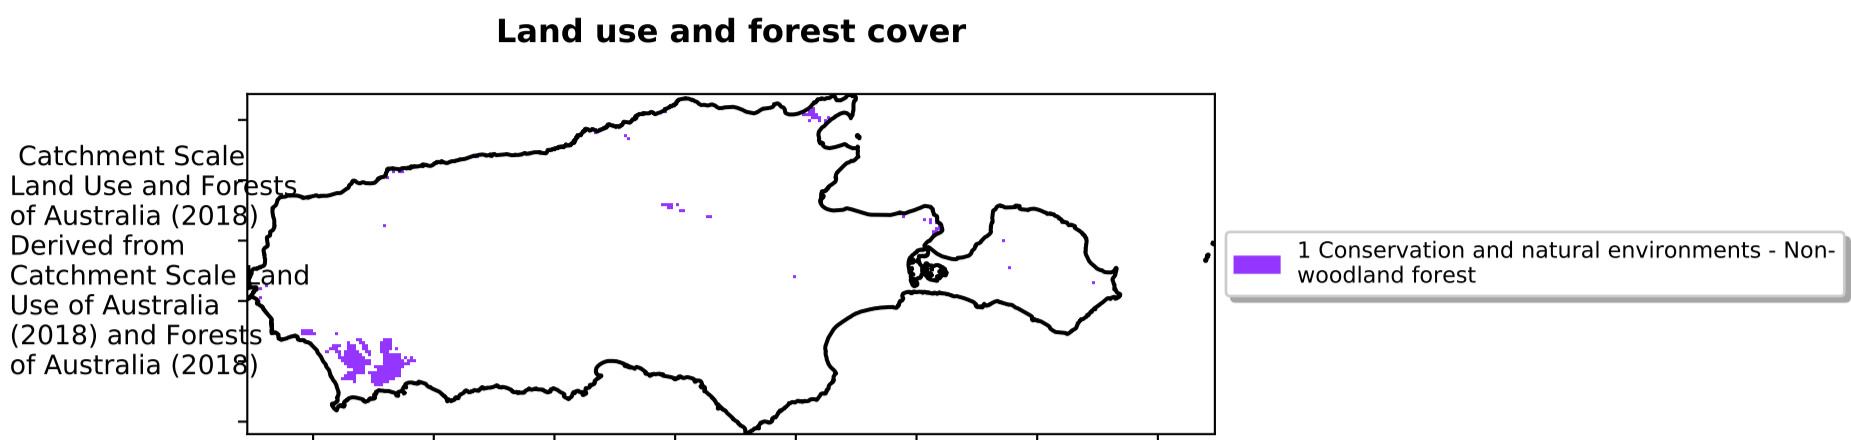 Land use and forest cover
Catchment Scale
Land Use and Forests
of Australia (2018)
Derived from
Catchment Scale Land
Use of Australia
(2018) and Forests
of Australia (2018)
1 Conservation and natural environments - Non-
woodland forest